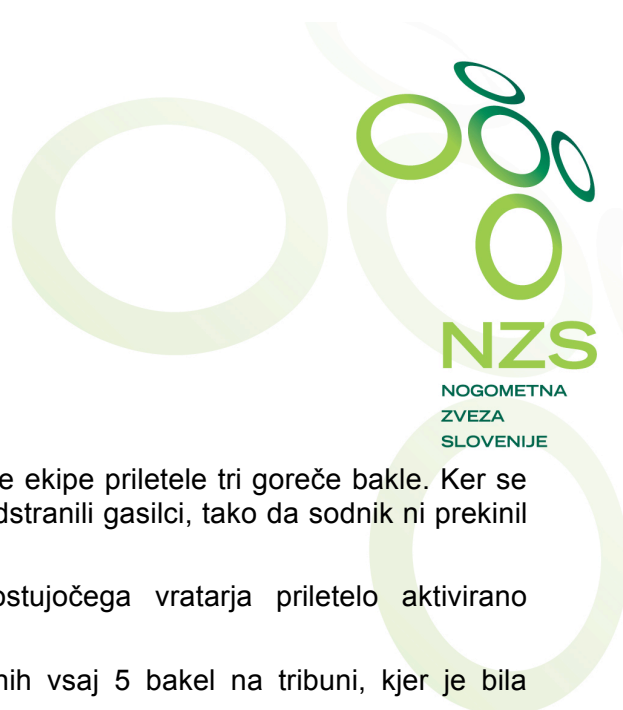 NZS
NOGOMETNA
ZVEZA
SLOVENIJE
e ekipe priletele tri goreče bakle. Ker se
dstranili gasilci, tako da sodnik ni prekinil
ostujočega vratarja priletelo aktivirano
nih vsaj 5 bakel na tribuni, kjer je bila